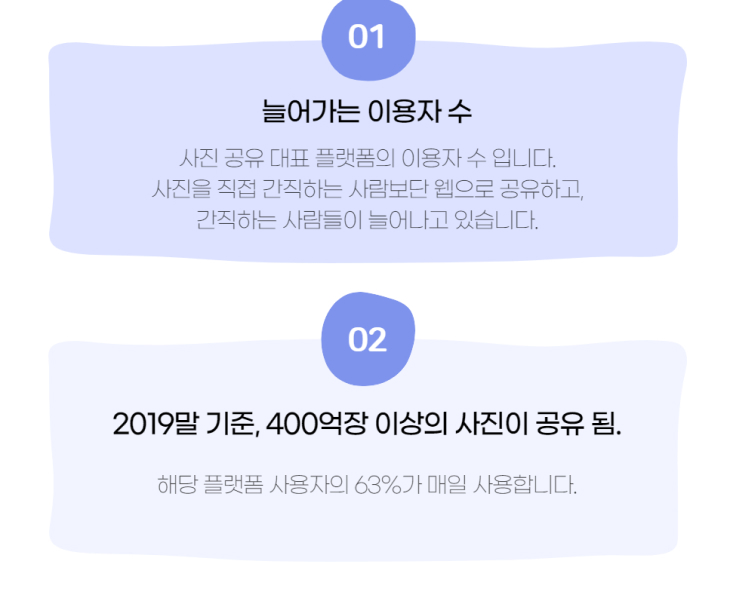 01
늘어가는 이용자 수
사진 공유 대표 플랫폼의 이용자 수 입니다.
사진을 직접 간직하는 사람보단 웹으로 공유하고,
간직하는 사람들이 늘어나고 있습니다.
02
2019말 기준, 400억장 이상의 사진이 공유 됨.
해당 플랫폼 사용자의 63%가 매일 사용합니다.